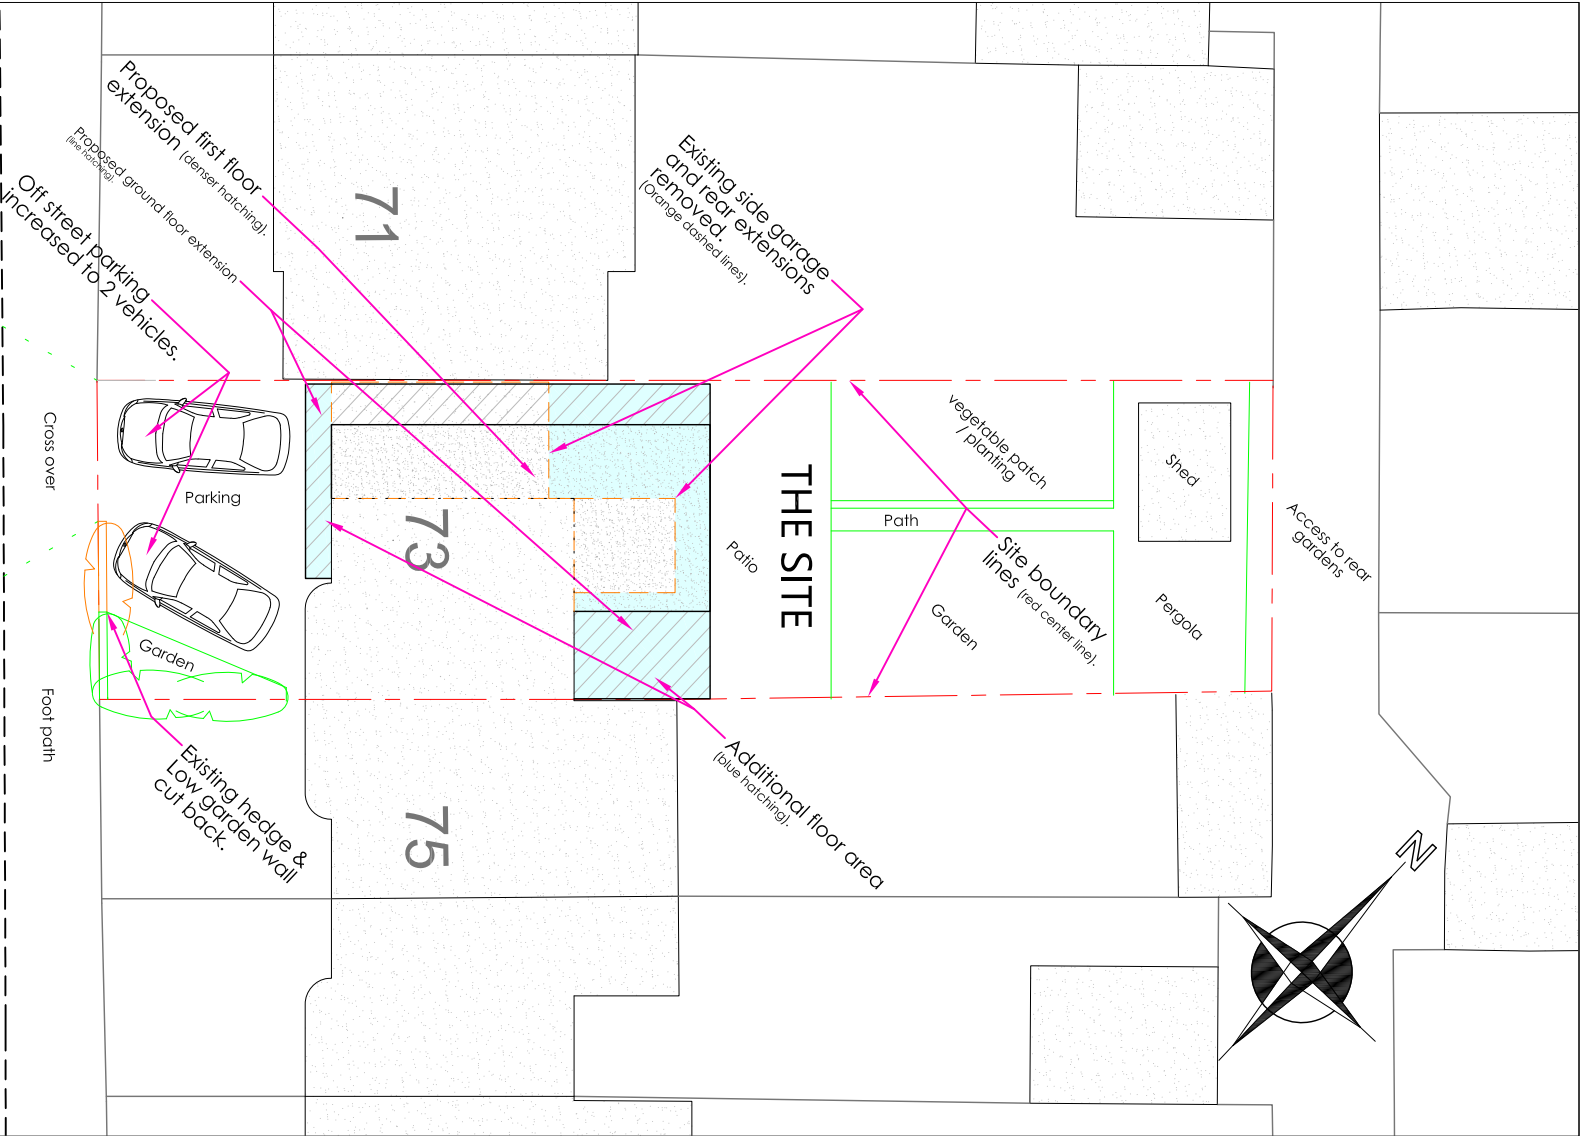 Proposed first floor
extension (denser hatching).
Proposed ground floor extension
(line hatching).
Off street parking
increased to 2 vehicles.
71
Existing side garage
and rear extensions
removed.
(Orange dashed lines).
Cross over
Parking
Garden
Foot path
Existing hedge &
Low garden wall
cut back.
73
75
Patio
THE SITE
vegetable patch
/ planting
Path
Shed
Garden
Pergola
Site boundary
lines (red center line).
Access to rear
gardens
Additional floor area
(blue hatching).
N